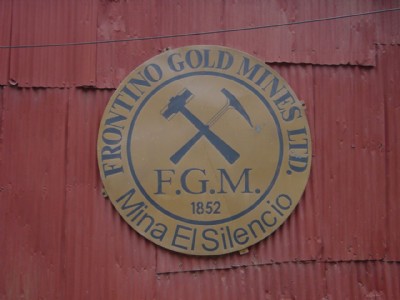 FRONTINO GOLD MINES LTD.
F.G.M.
1852
Mina El Silencio